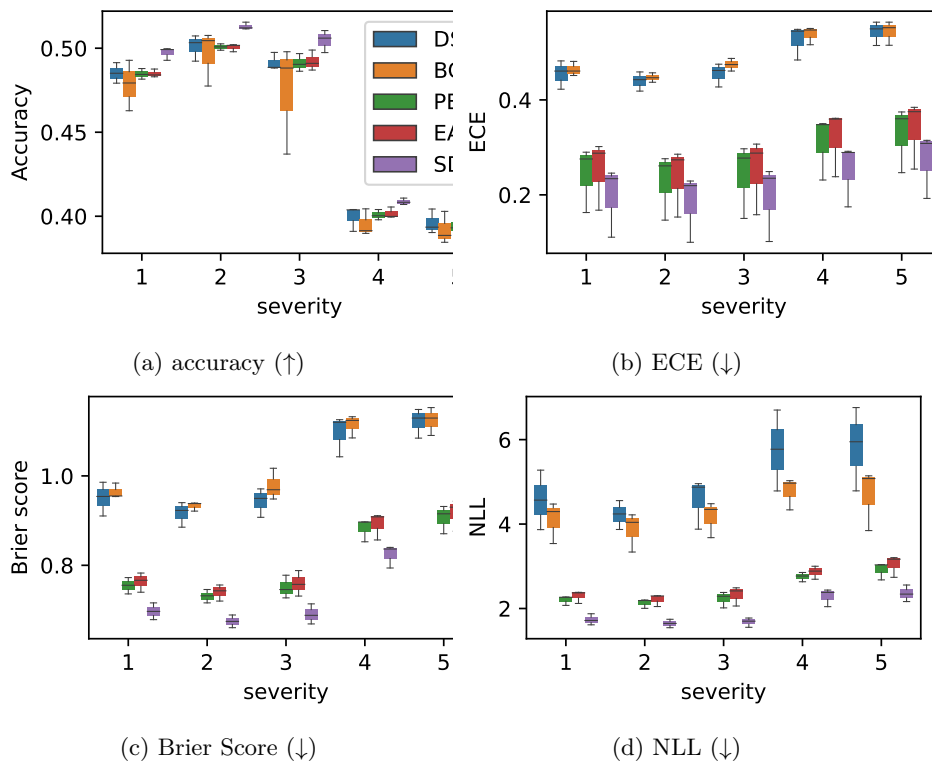 0.50
0.45
0.40
Accuracy
1 2 3 4
severity
DS
BC
PE
EA
SD
(a) accuracy (↑)
0.4
0.2
ECE
1 2 3 4 5
severity
(b) ECE (↓)
1.0
0.8
Brier score
1 2 3 4 5
severity
(c) Brier Score (↓)
6
4
2
NLL
1 2 3 4 5
severity
(d) NLL (↓)